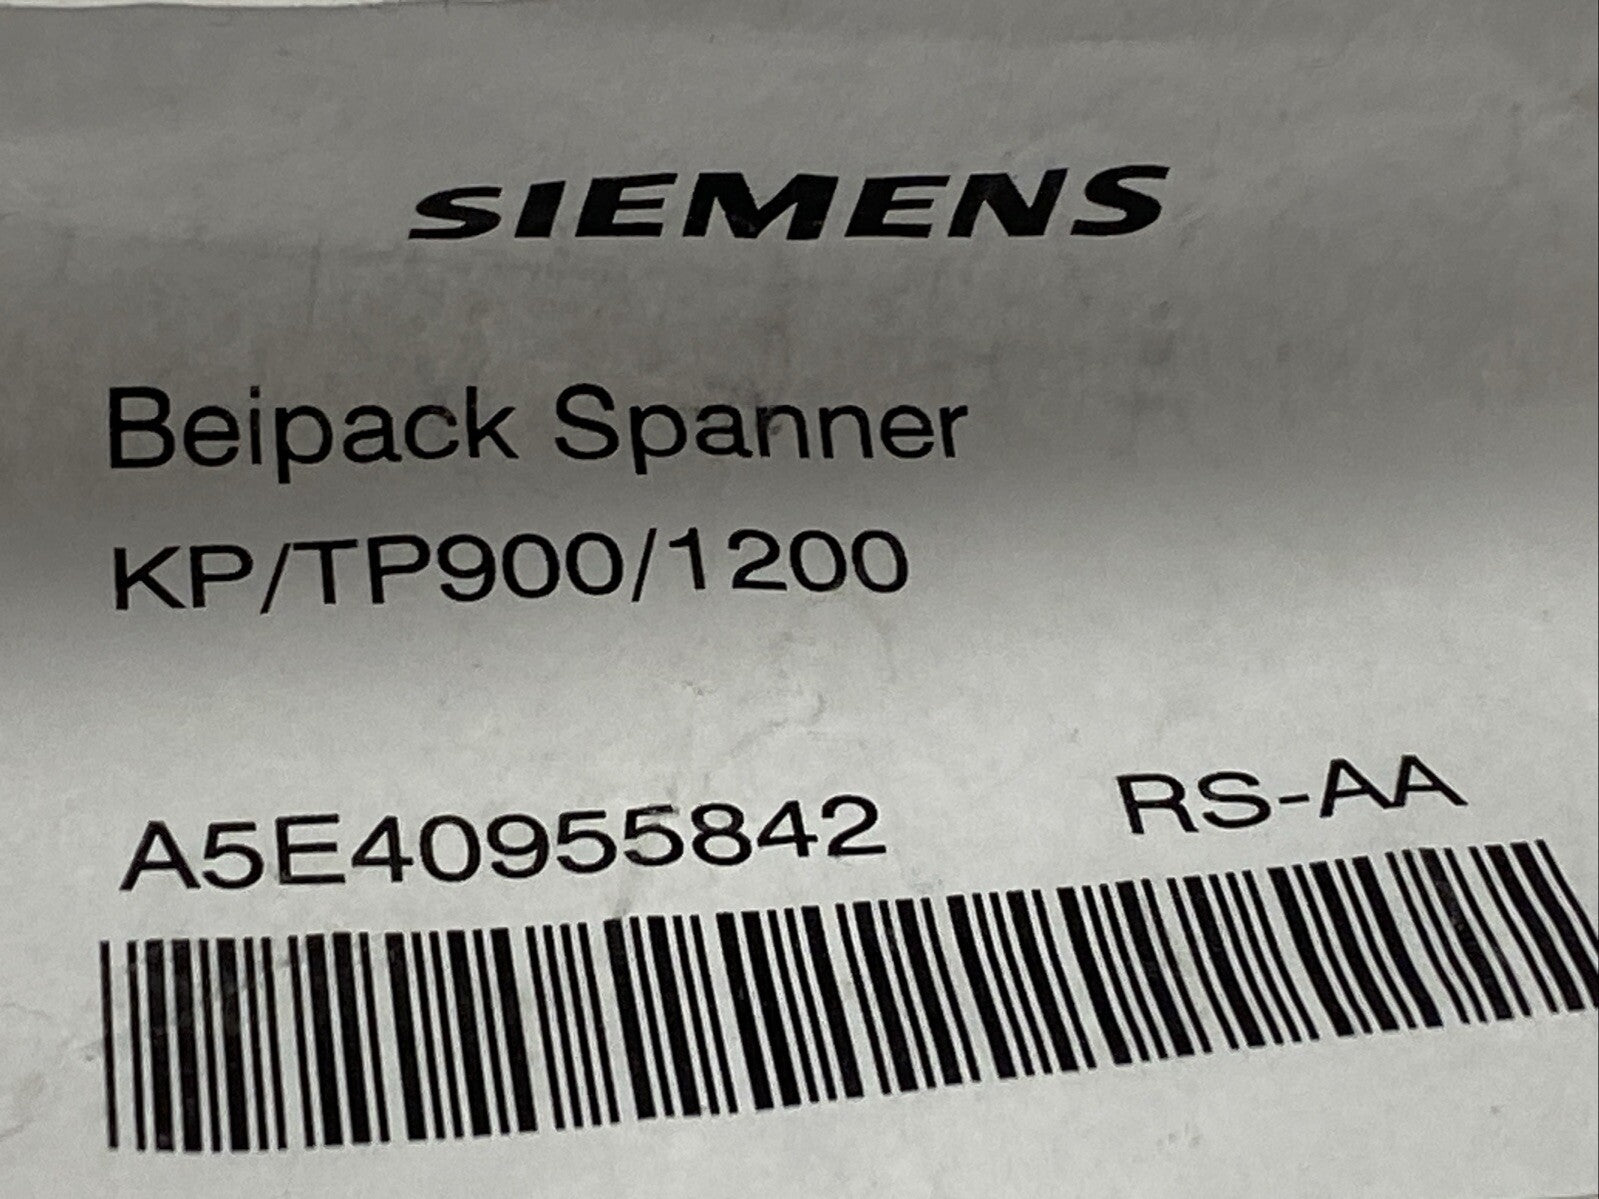 SIEMENS
Beipack Spanner
KP/TP900/1200
A5E40955842 RS-AA